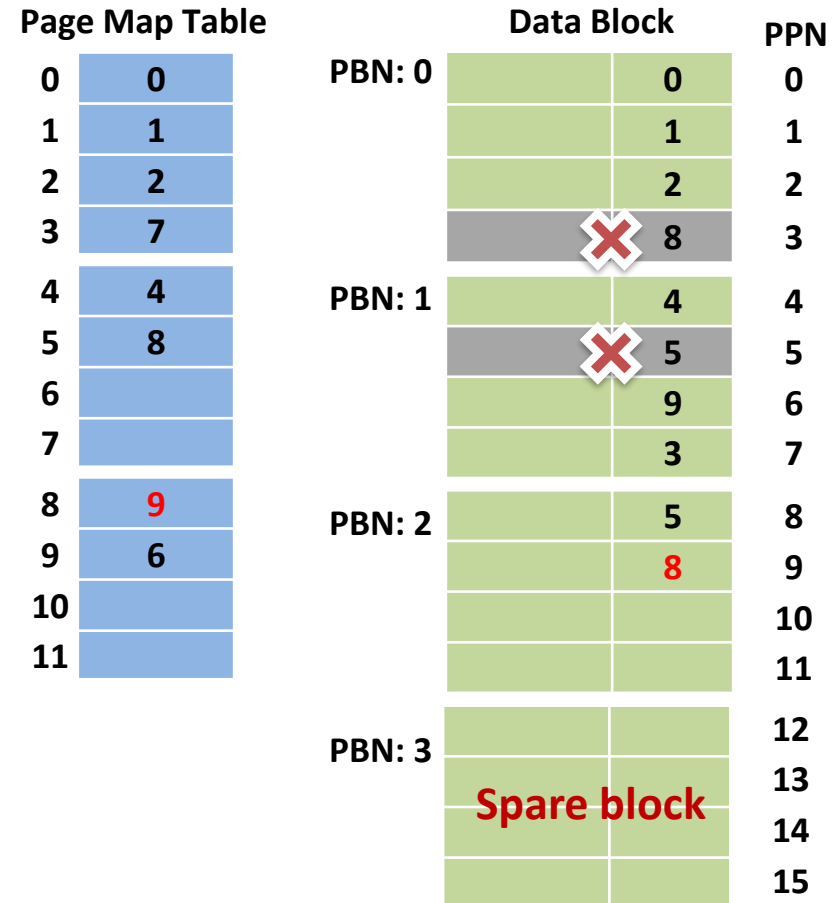 Page Map Table Data Block PPN
0 0 PBN: 0 0 0
1 1 1 1
2 2 2 2
3 7 8 3
4 4 PBN: 1 4 4
5 8 5 5
6 9 6
7 3 7
8 9 PBN: 2 5 8
9 6 8 9
10 10
11 11
PBN: 3 12
Spare block 13
14
15